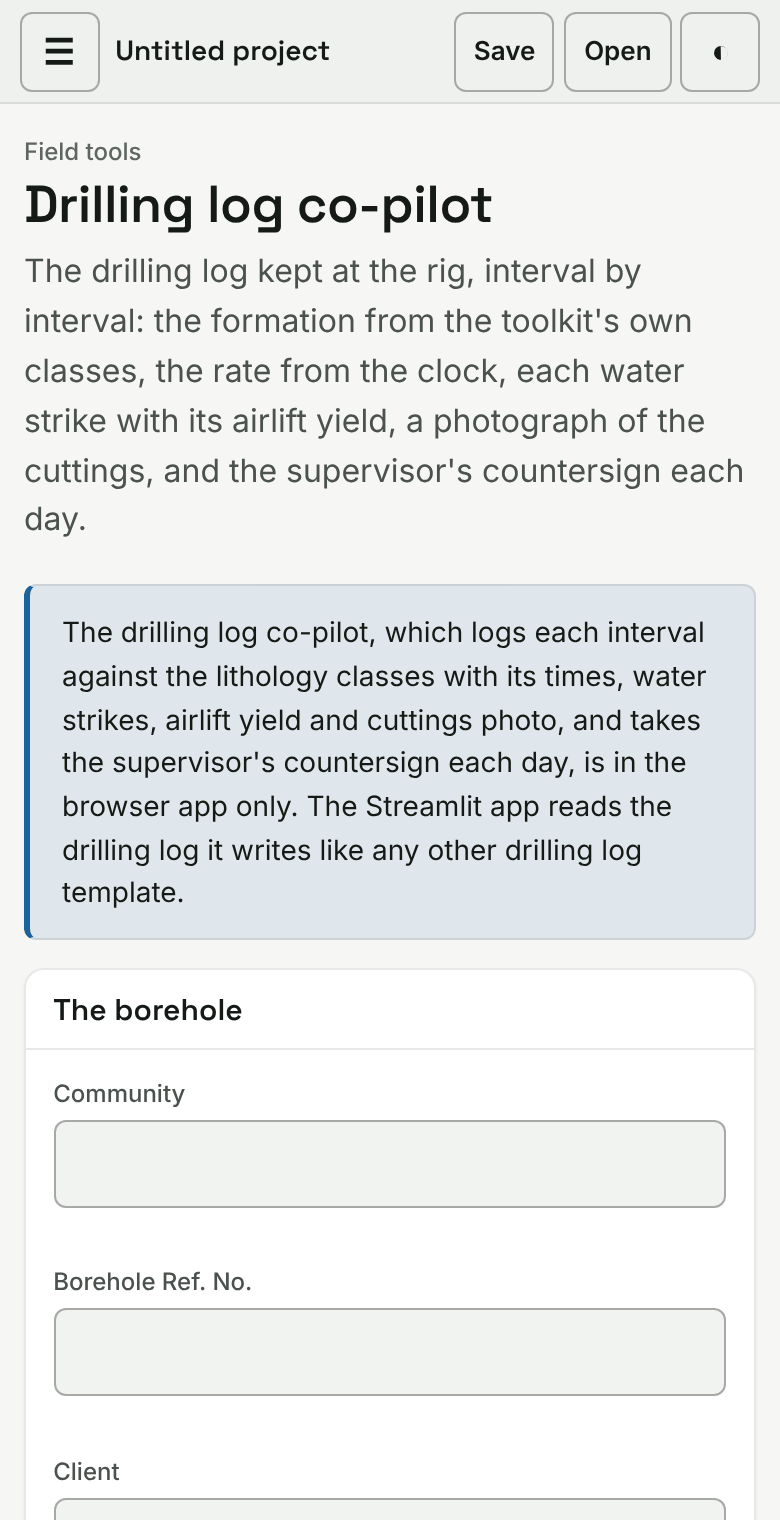 ☰ Untitled project Save Open
Field tools
Drilling log co-pilot
The drilling log kept at the rig, interval by
interval: the formation from the toolkit's own
classes, the rate from the clock, each water
strike with its airlift yield, a photograph of the
cuttings, and the supervisor's countersign each
day.
The drilling log co-pilot, which logs each interval
against the lithology classes with its times, water
strikes, airlift yield and cuttings photo, and takes
the supervisor's countersign each day, is in the
browser app only. The Streamlit app reads the
drilling log it writes like any other drilling log
template.
The borehole
Community
Borehole Ref. No.
Client